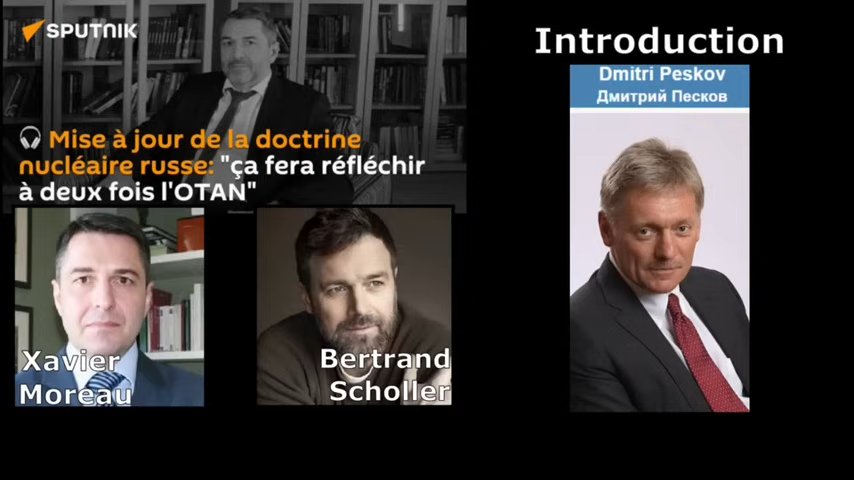 SPUTNIK
Mise à jour de la doctrine
nucléaire russe: "ça fera réfléchir
à deux fois l'OTAN"
Xavier
Moreau
Bertrand
Scholler
Introduction
Dmitri Peskov
Дмитрий Песков